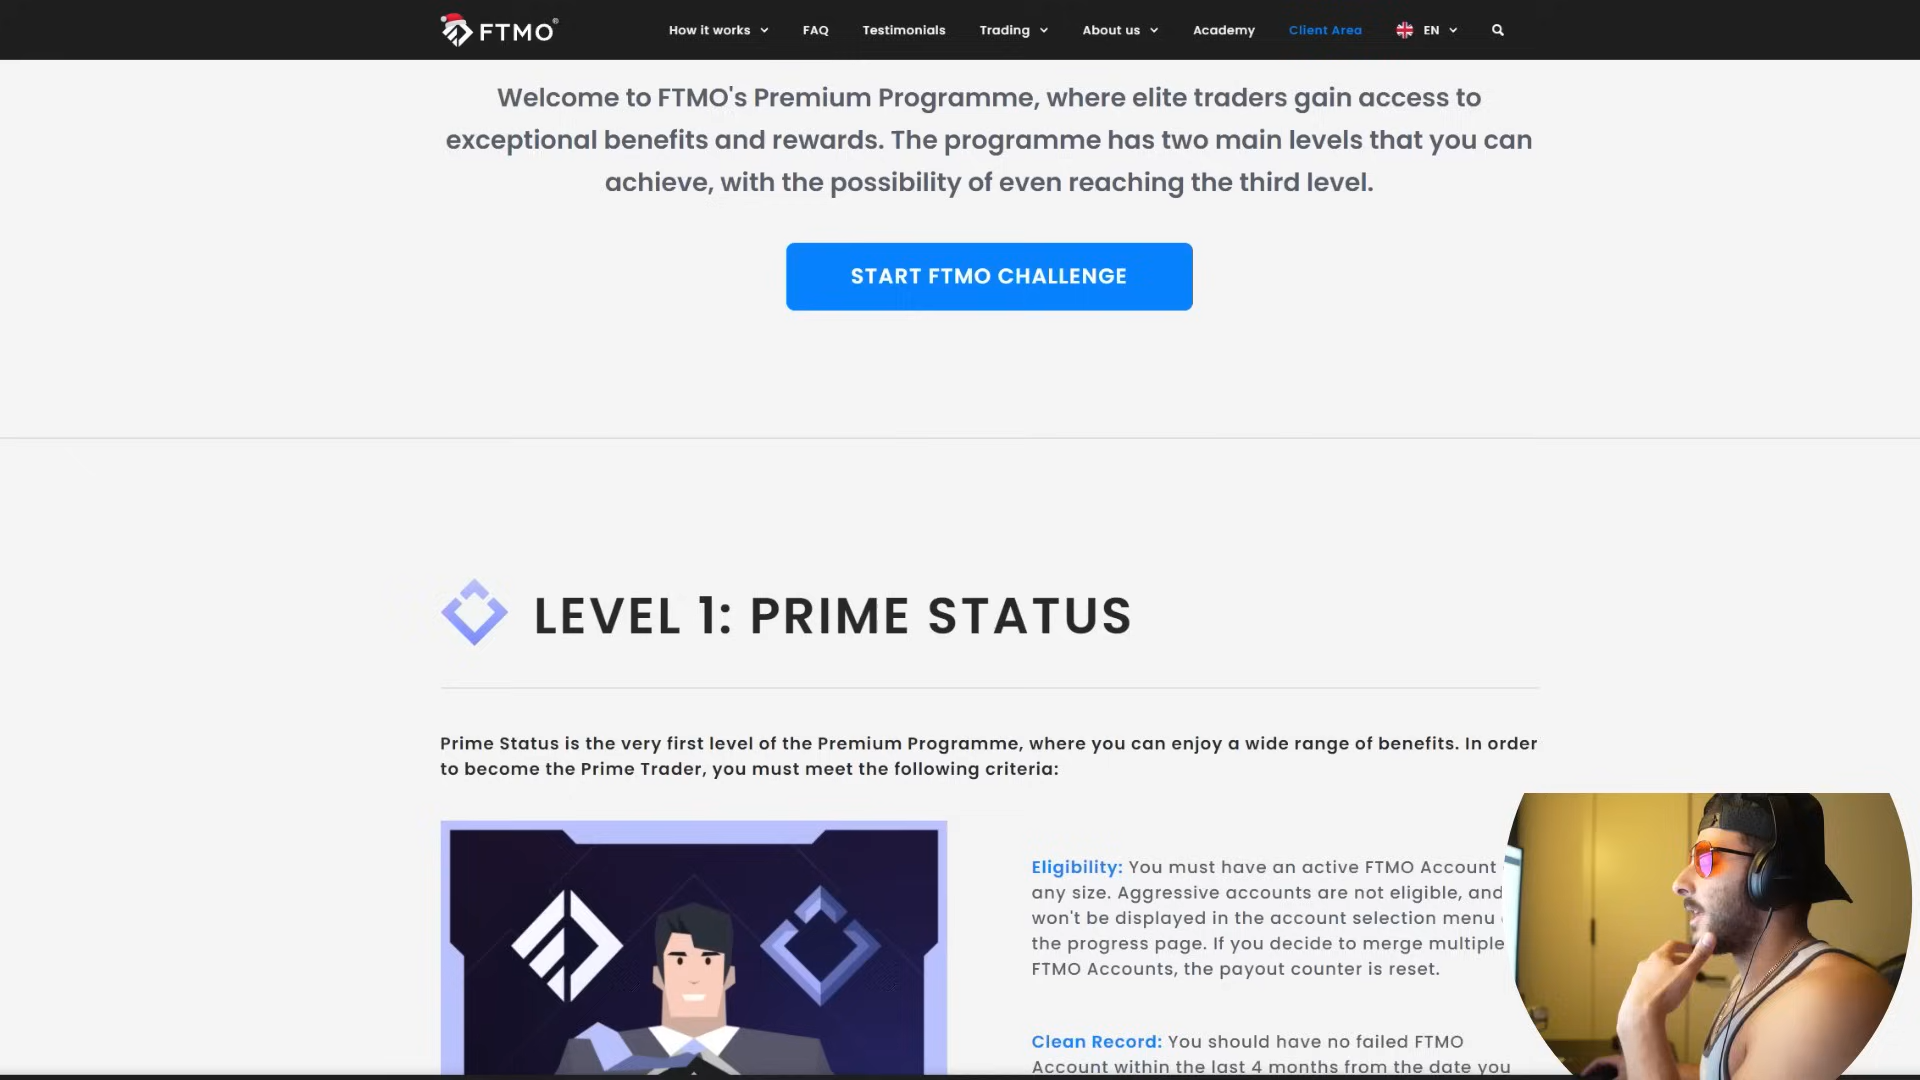 FTMO®
How it works
FAQ
Testimonials
Trading
About us
Academy
Client Area
EN
Welcome to FTMO's Premium Programme, where elite traders gain access to
exceptional benefits and rewards. The programme has two main levels that you can
achieve, with the possibility of even reaching the third level.
START FTMO CHALLENGE
LEVEL 1: PRIME STATUS
Prime Status is the very first level of the Premium Programme, where you can enjoy a wide range of benefits. In order
to become the Prime Trader, you must meet the following criteria:
Eligibility: You must have an active FTMO Account
any size. Aggressive accounts are not eligible, and
won't be displayed in the account selection menu
the progress page. If you decide to merge multiple
FTMO Accounts, the payout counter is reset.
Clean Record: You should have no failed FTMO
Account within the last 4 months from the date you